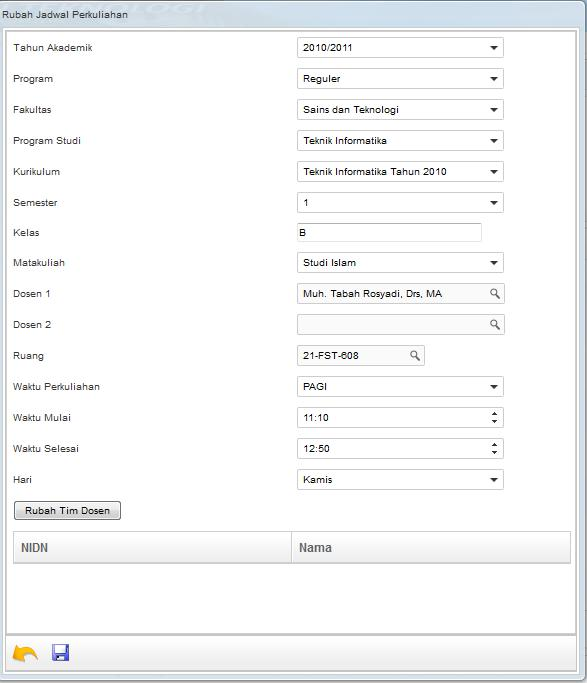 Rubah Jadwal Perkuliahan
Tahun Akademik 2010/2011
Program Reguler
Fakultas Sains dan Teknologi
Program Studi Teknik Informatika
Kurikulum Teknik Informatika Tahun 2010
Semester 1
Kelas B
Matakuliah Studi Islam
Dosen 1 Muh. Tabah Rosyadi, Drs, MA
Dosen 2
Ruang 21-FST-608
Waktu Perkuliahan PAGI
Waktu Mulai 11:10
Waktu Selesai 12:50
Hari Kamis
Rubah Tim Dosen
NIDN Nama